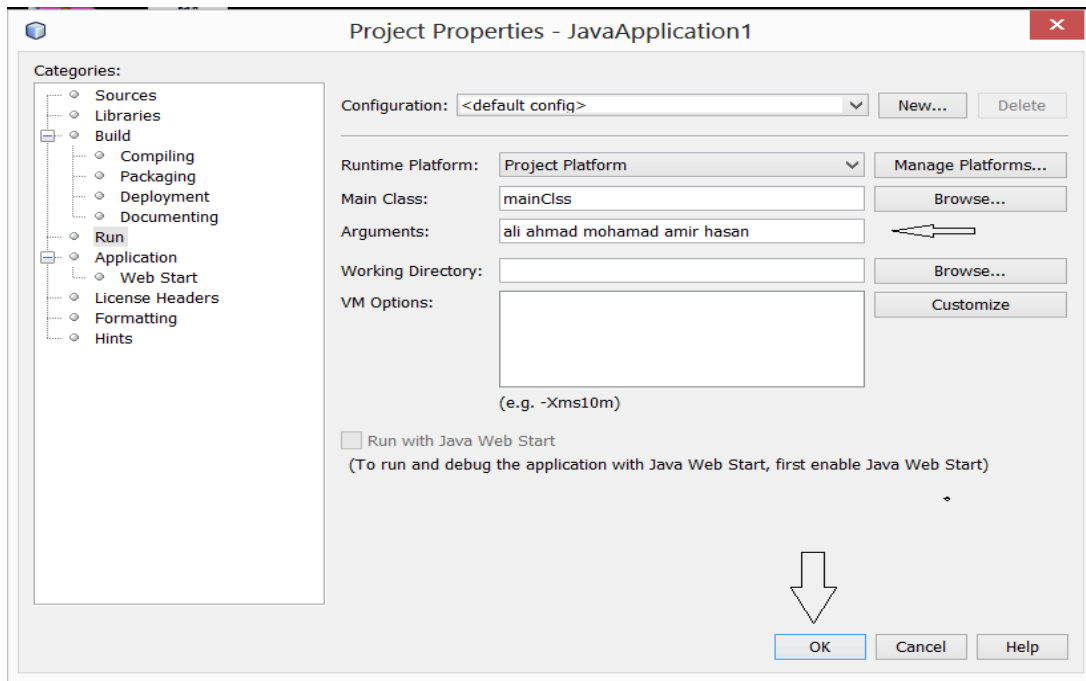 Project Properties - JavaApplication1
Categories:
Sources
Libraries
Build
Compiling
Packaging
Deployment
Documenting
Run
Application
Web Start
License Headers
Formatting
Hints
Configuration: <default config> New... Delete
Runtime Platform: Project Platform Manage Platforms...
Main Class: mainClss Browse...
Arguments: ali ahmad mohamad amir hasan
Working Directory: Browse...
VM Options: Customize
(e.g. -Xms10m)
Run with Java Web Start
(To run and debug the application with Java Web Start, first enable Java Web Start)
OK Cancel Help